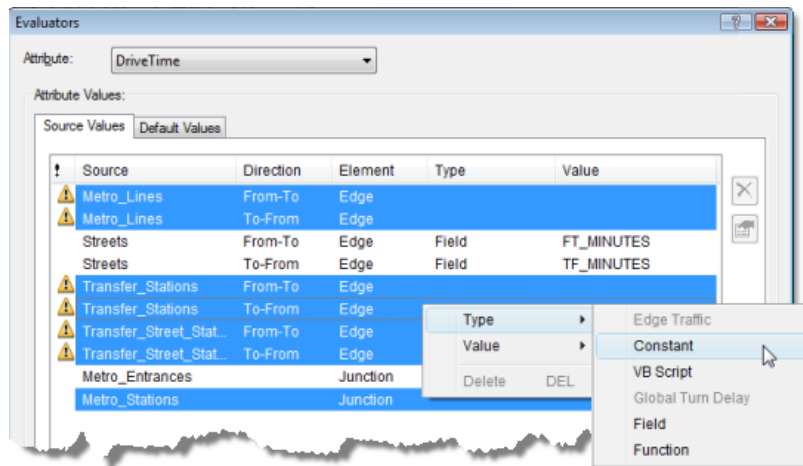 Evaluators
Attribute: DriveTime
Attribute Values:
Source Values Default Values
! Source Direction Element Type Value
Metro_Lines From-To Edge
Metro_Lines To-From Edge
Streets From-To Edge Field FT_MINUTES
Streets To-From Edge Field TF_MINUTES
Transfer_Stations From-To Edge
Transfer_Stations To-From Edge
Transfer_Street_Stat... From-To Edge
Transfer_Street_Stat... To-From Edge
Metro_Entrances Junction
Metro_Stations Junction
Type
Value
Delete DEL
Edge Traffic
Constant
VB Script
Global Turn Delay
Field
Function